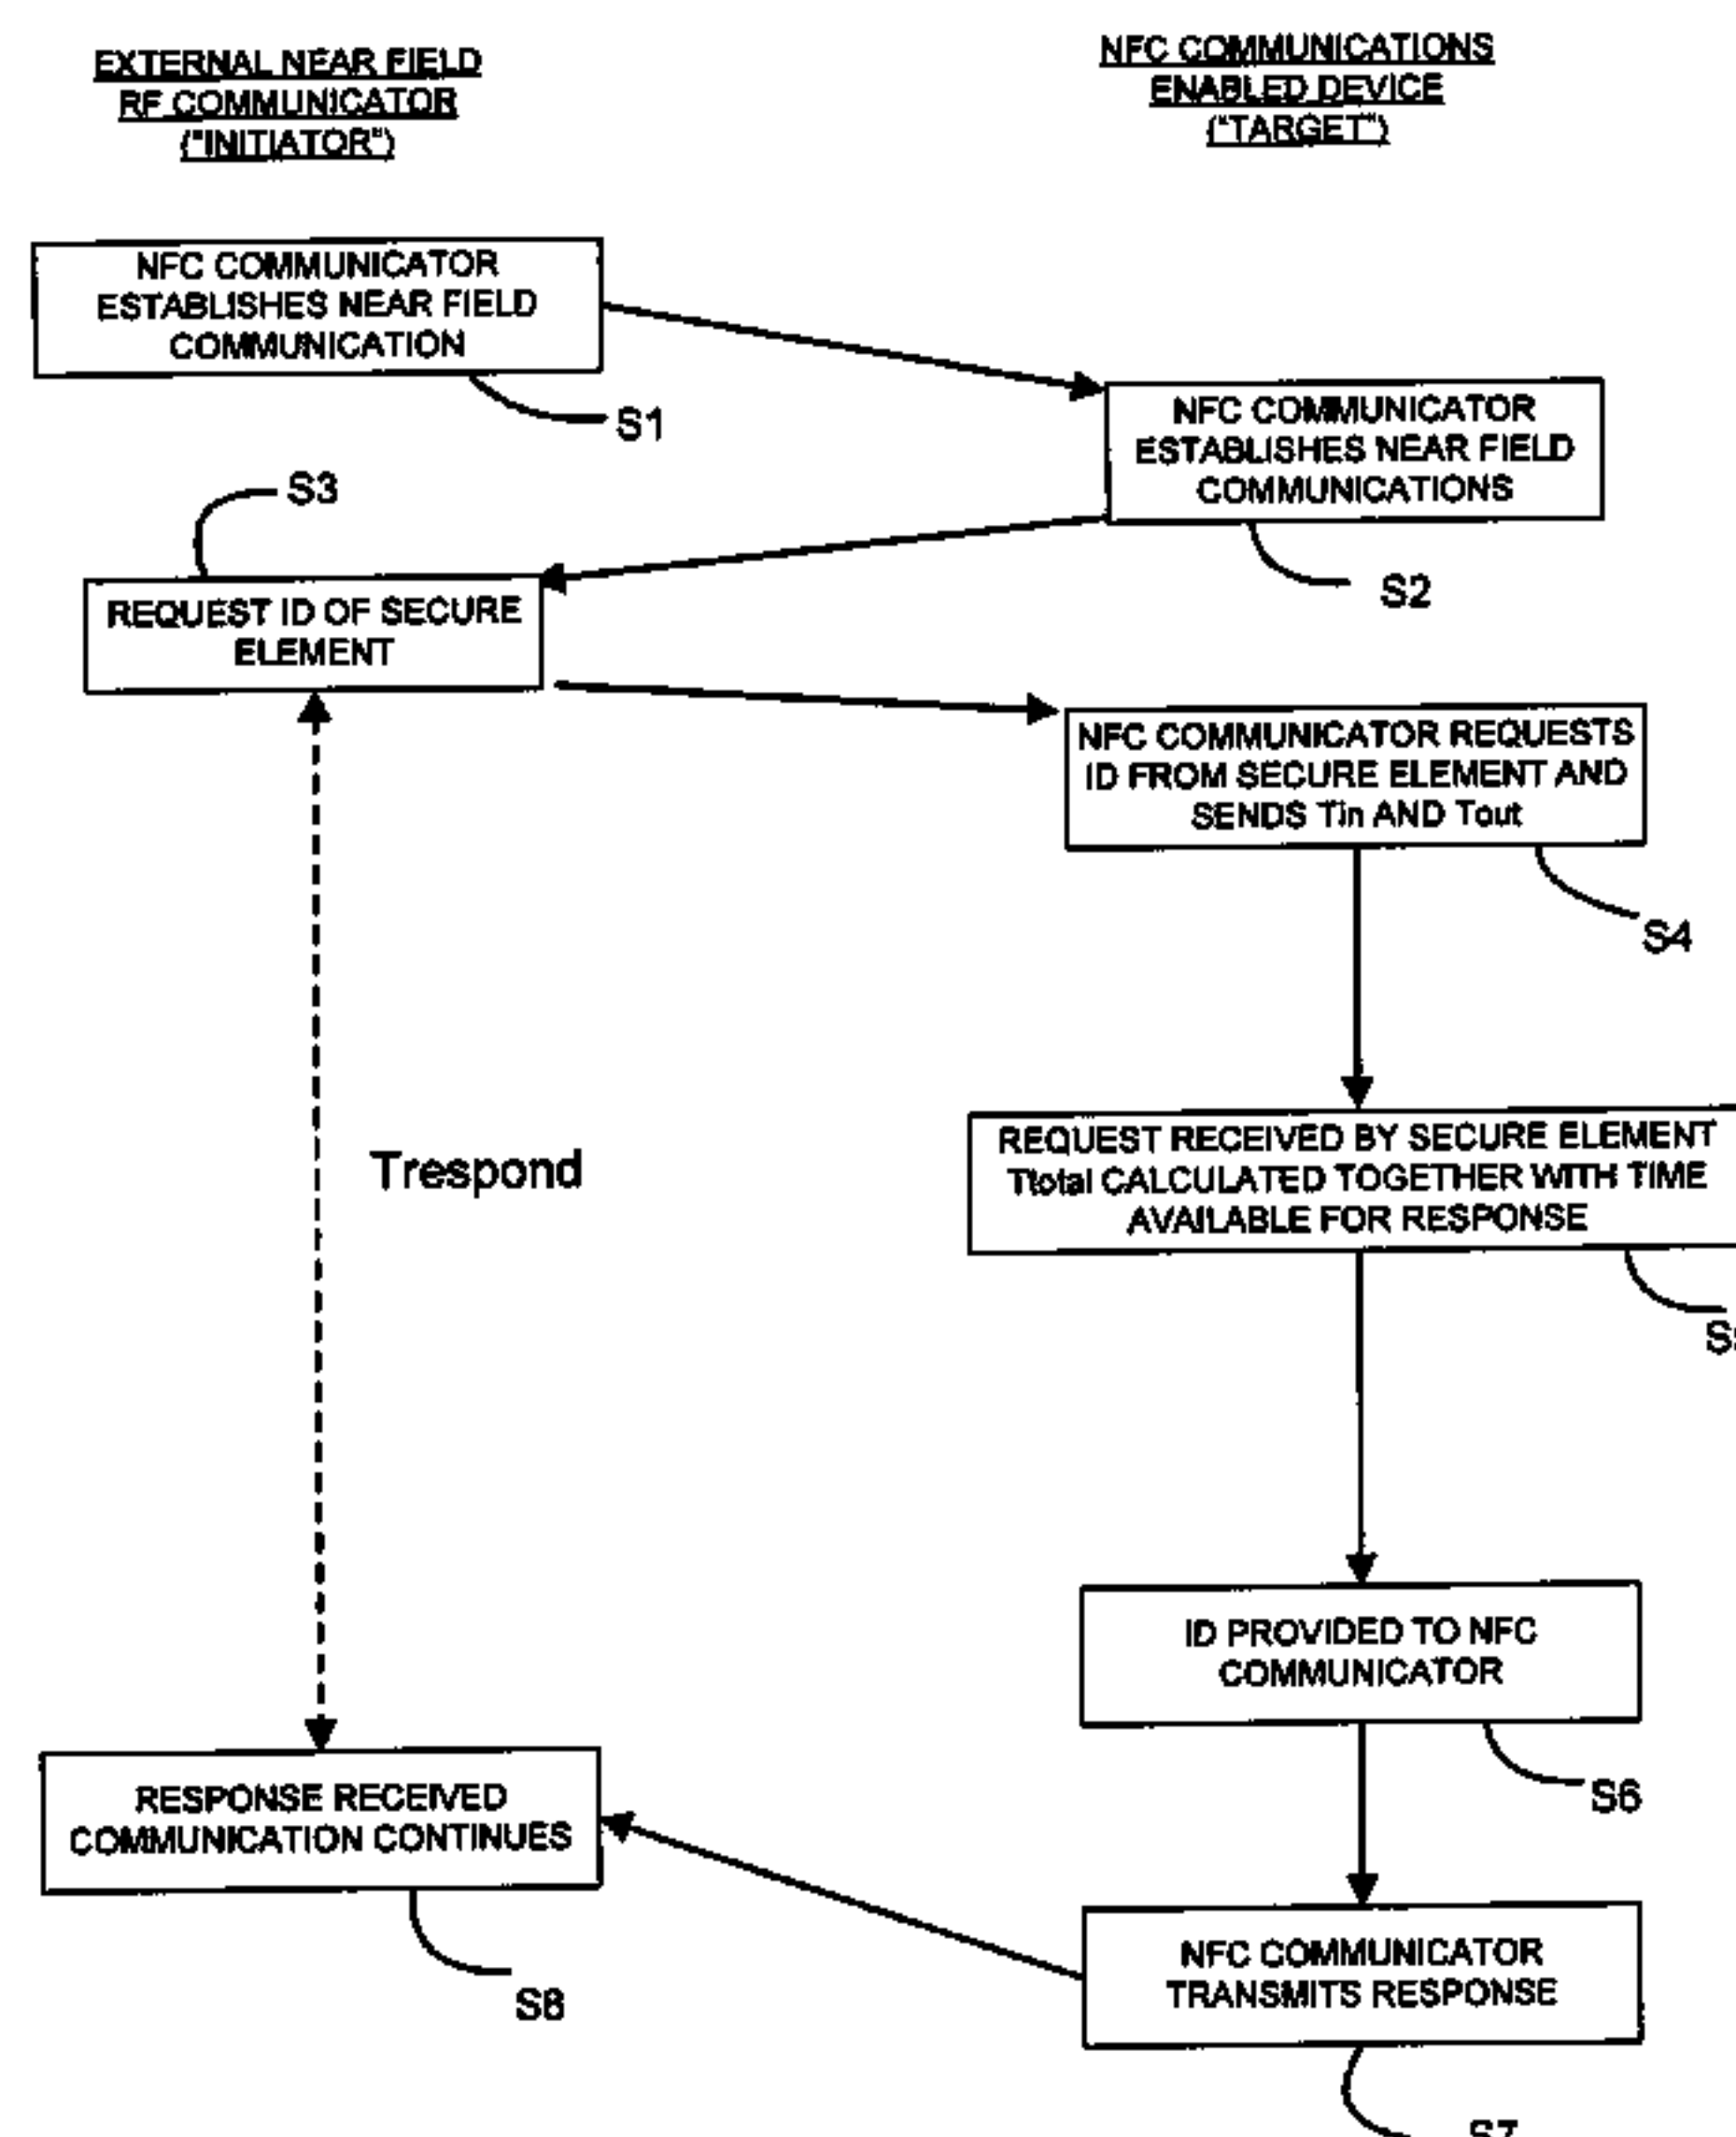 EXTERNAL NEAR FIELD
RF COMMUNICATOR
("INITIATOR")
NFC COMMUNICATIONS
ENABLED DEVICE
("TARGET")
NFC COMMUNICATOR
ESTABLISHES NEAR FIELD
COMMUNICATION
S1
NFC COMMUNICATOR
ESTABLISHES NEAR FIELD
COMMUNICATIONS
S2
S3
REQUEST ID OF SECURE
ELEMENT
NFC COMMUNICATOR REQUESTS
ID FROM SECURE ELEMENT AND
SENDS Tin AND Tout
S4
Trespond
REQUEST RECEIVED BY SECURE ELEMENT
Ttotal CALCULATED TOGETHER WITH TIME
AVAILABLE FOR RESPONSE
ID PROVIDED TO NFC
COMMUNICATOR
S6
RESPONSE RECEIVED
COMMUNICATION CONTINUES
S8
NFC COMMUNICATOR
TRANSMITS RESPONSE
S7